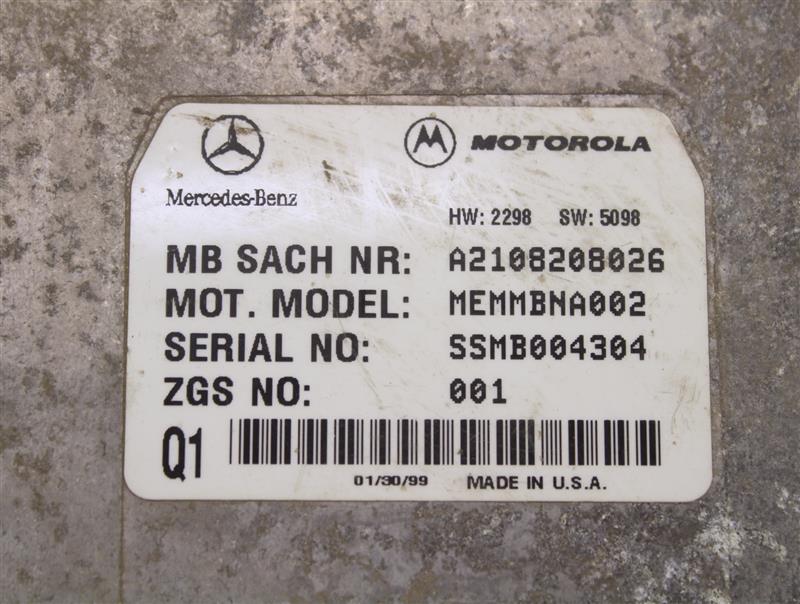 Mercedes-Benz
MOTOROLA
HW: 2298 SW: 5098
MB SACH NR: A2108208026
MOT. MODEL: MEMMBNA002
SERIAL NO: SSMB004304
ZGS NO: 001
Q1
01/30/99 MADE IN U.S.A.